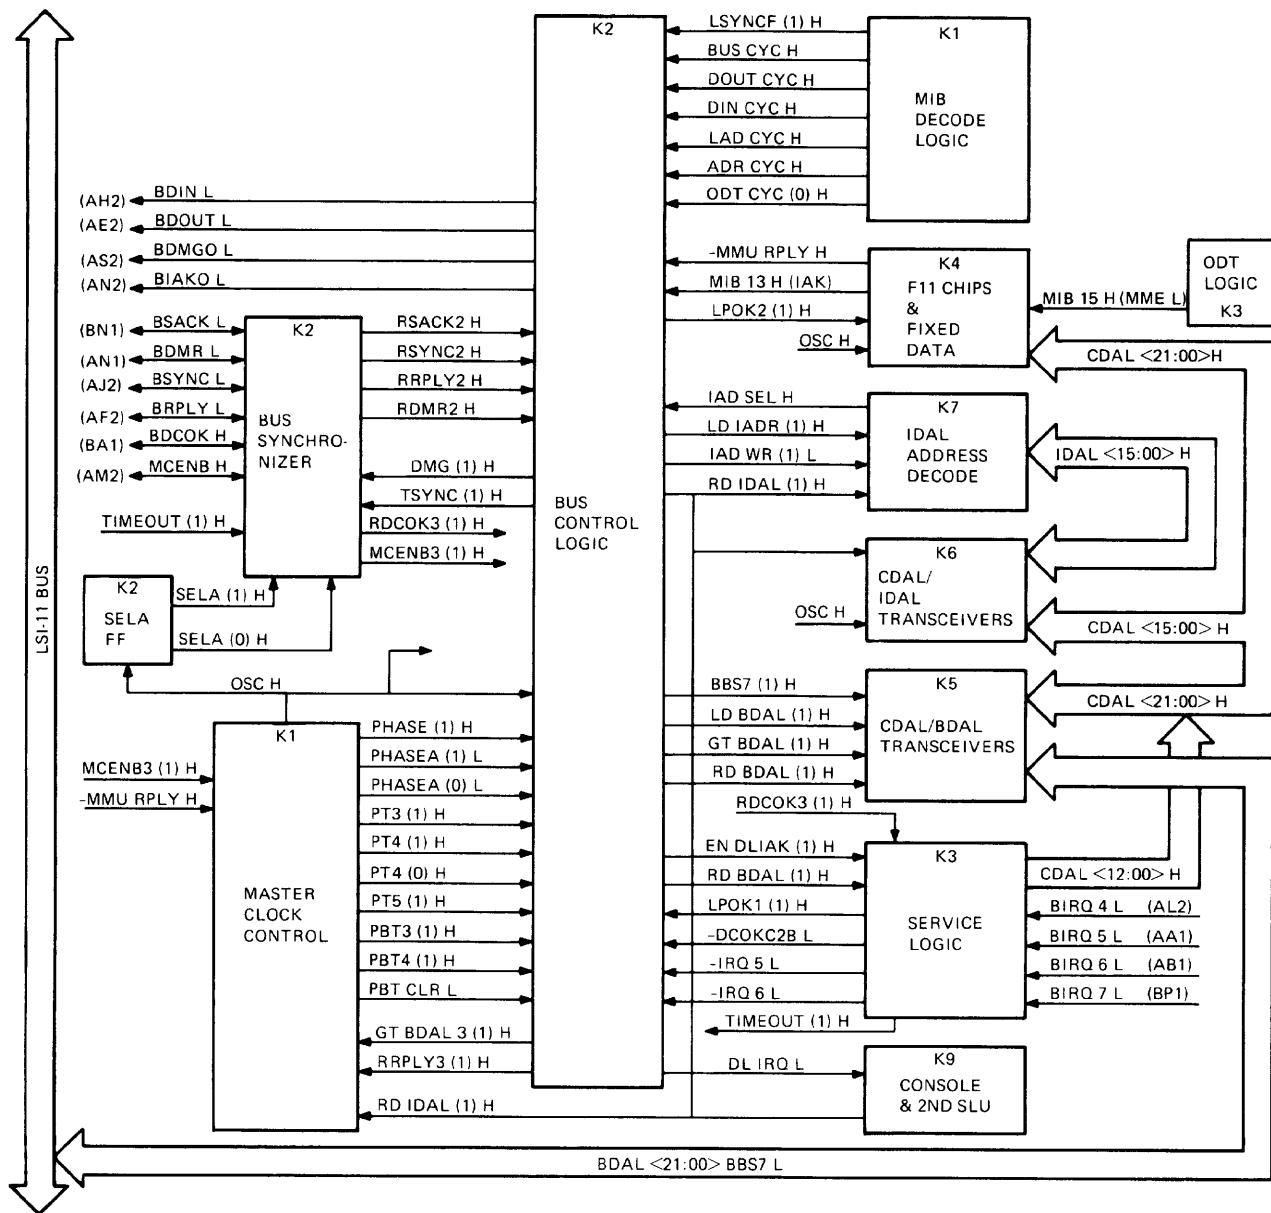 K2
LSYNCF (1) H
BUS CYC H
DOUT CYC H
DIN CYC H
LAD CYC H
ADR CYC H
ODT CYC (0) H
K1
MIB
DECODE
LOGIC
(AH2)
BDIN L
(AE2)
BDOUT L
(AS2)
BDMGO L
(AN2)
BIAKO L
-MMU RPLY H
MIB 13 H (IAK)
LPOK2 (1) H
OSC H
K4
F11 CHIPS
&
FIXED
DATA
MIB 15 H (MME L)
ODT
LOGIC
K3
CDAL <21:00>H
(BN1)
BSACK L
(AN1)
BDMR L
(AJ2)
BSYNC L
(AF2)
BRPLY L
(BA1)
BDCOK H
(AM2)
MCENB H
TIMEOUT (1) H
K2
BUS
SYNCHRO-
NIZER
RSACK2 H
RSYNC2 H
RRPLY2 H
RDMR2 H
DMG (1) H
TSYNC (1) H
RDCOK3 (1) H
MCENB3 (1) H
BUS
CONTROL
LOGIC
IAD SEL H
LD IADR (1) H
IAD WR (1) L
RD IDAL (1) H
K7
IDAL
ADDRESS
DECODE
IDAL <15:00> H
K6
CDAL/
IDAL
TRANSCEIVERS
OSC H
CDAL <15:00> H
LSI-11 BUS
K2
SELA
FF
SELA (1) H
SELA (0) H
OSC H
BBS7 (1) H
LD BDAL (1) H
GT BDAL (1) H
RD BDAL (1) H
K5
CDAL/BDAL
TRANSCEIVERS
CDAL <21:00> H
K1
MASTER
CLOCK
CONTROL
MCENB3 (1) H
-MMU RPLY H
PHASE (1) H
PHASEA (1) L
PHASEA (0) L
PT3 (1) H
PT4 (1) H
PT4 (0) H
PT5 (1) H
PBT3 (1) H
PBT4 (1) H
PBT CLR L
GT BDAL 3 (1) H
RRPLY3 (1) H
RD IDAL (1) H
RDCOK3 (1) H
EN DLIAK (1) H
RD BDAL (1) H
LPOK1 (1) H
-DCOKC2B L
-IRQ 5 L
-IRQ 6 L
TIMEOUT (1) H
K3
SERVICE
LOGIC
CDAL <12:00> H
BIRQ 4 L (AL2)
BIRQ 5 L (AA1)
BIRQ 6 L (AB1)
BIRQ 7 L (BP1)
DL IRQ L
K9
CONSOLE
& 2ND SLU
BDAL <21:00> BBS7 L